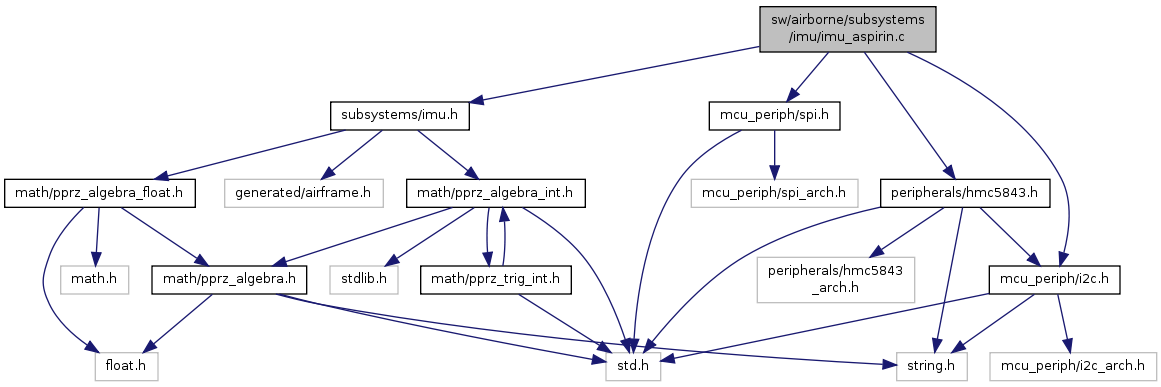 sw/airborne/subsystems
/imu/imu_aspirin.c
subsystems/imu.h
mcu_periph/spi.h
math/pprz_algebra_float.h
generated/airframe.h
math/pprz_algebra_int.h
mcu_periph/spi_arch.h
peripherals/hmc5843.h
math.h
math/pprz_algebra.h
stdlib.h
math/pprz_trig_int.h
peripherals/hmc5843
_arch.h
mcu_periph/i2c.h
float.h
std.h
string.h
mcu_periph/i2c_arch.h